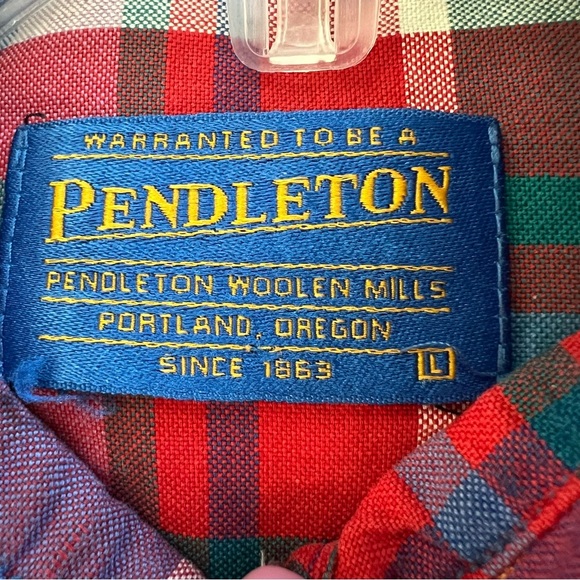 WARRANTED TO BE A
PENDLETON
PENDLETON WOOLEN MILLS
PORTLAND, OREGON
SINCE 1863 L